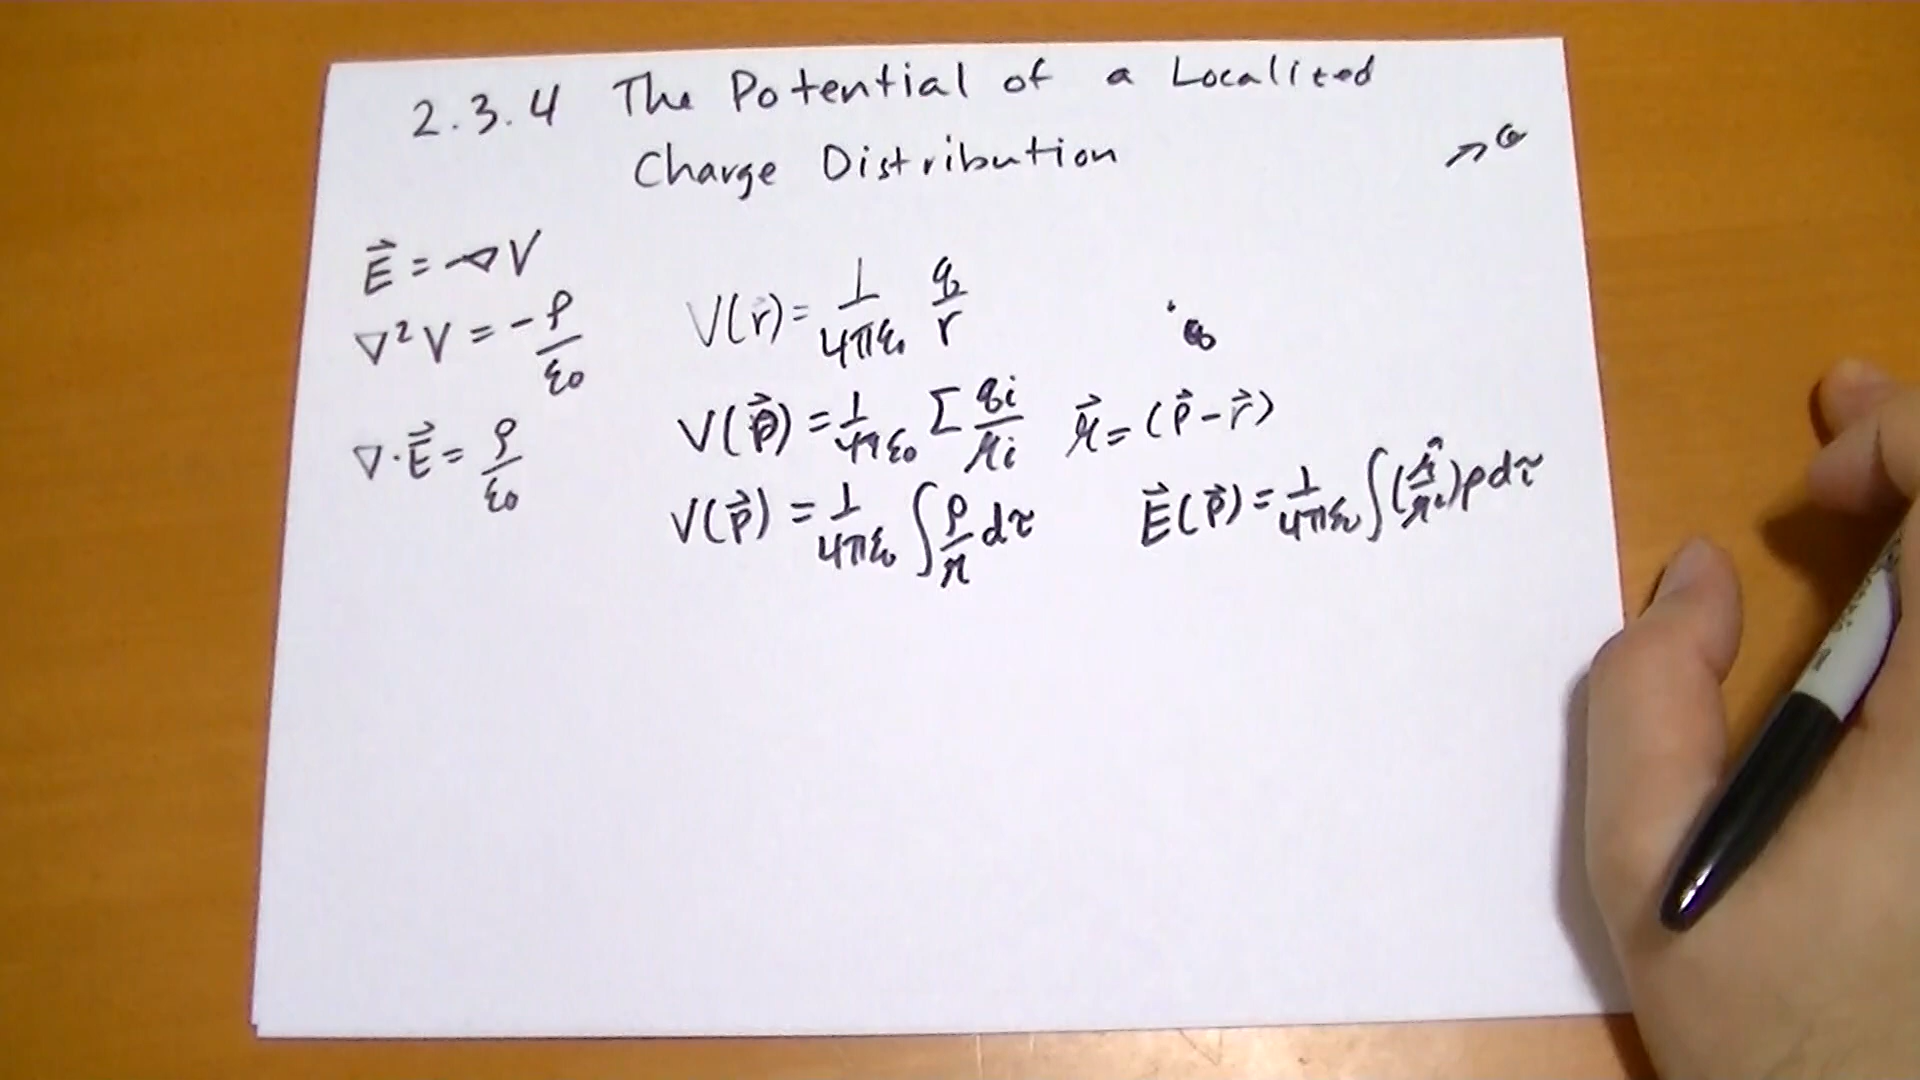 2.3.4 The Potential of a Localized
Charge Distribution
E⃗ = -∇V
∇²V = -ρ/ε₀
∇·E⃗ = ρ/ε₀
V(r) = 1/4πε₀ q/r
q
V(p⃗) = 1/4πε₀ Σ qi/𝓇i 𝓇⃗ = (p⃗ - r⃗)
V(p⃗) = 1/4πε₀ ∫ ρ/𝓇 dτ E⃗(p⃗) = 1/4πε₀ ∫(𝓇̂/𝓇²)ρdτ